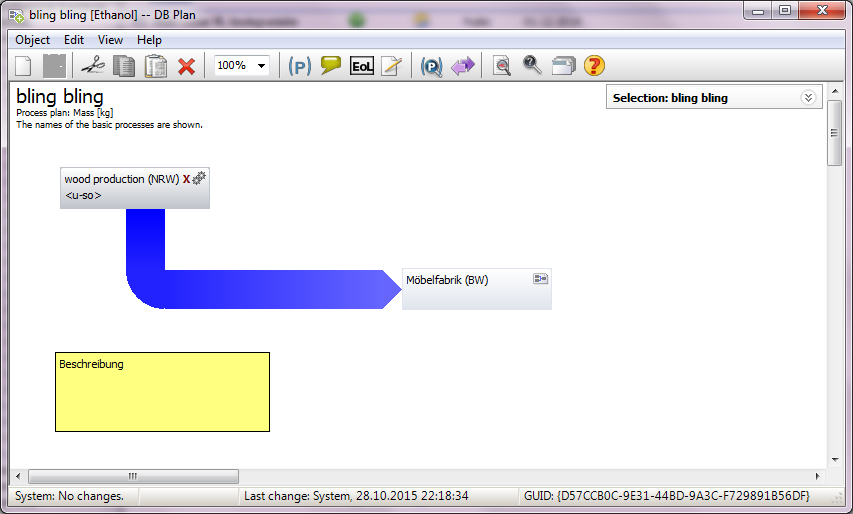 bling bling [Ethanol] -- DB Plan
Object Edit View Help
100% (P) EoL (P) ?
bling bling
Process plan: Mass [kg]
The names of the basic processes are shown.
Selection: bling bling
wood production (NRW) X
<u-so>
Möbelfabrik (BW)
Beschreibung
System: No changes. Last change: System, 28.10.2015 22:18:34 GUID: {D57CCB0C-9E31-44BD-9A3C-F729891B56DF}